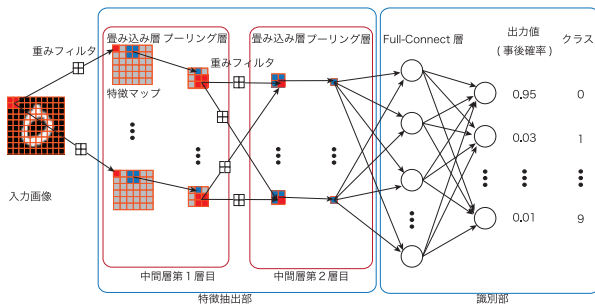 畳み込み層 プーリング層
畳み込み層 プーリング層
Full-Connect 層
出力値
(事後確率)
クラス
重みフィルタ
重みフィルタ
特徴マップ
0.95 0
0.03 1
0.01 9
入力画像
中間層第1層目
中間層第2層目
特徴抽出部
識別部